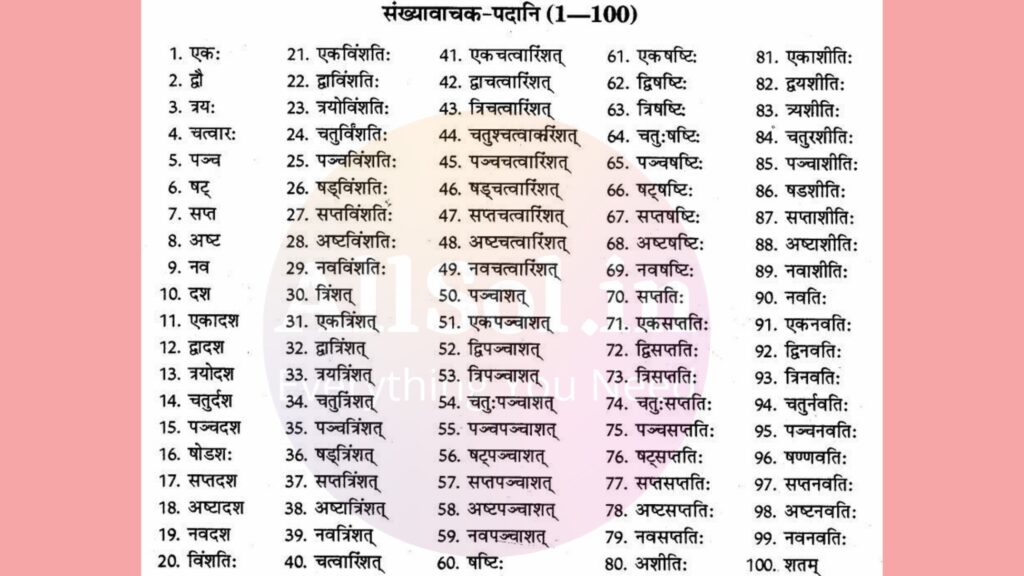 संख्यावाचक-पदानि (1—100)
1. एकः
2. द्वौ
3. त्रयः
4. चत्वारः
5. पञ्च
6. षट्
7. सप्त
8. अष्ट
9. नव
10. दश
11. एकादश
12. द्वादश
13. त्रयोदश
14. चतुर्दश
15. पञ्चदश
16. षोडशः
17. सप्तदश
18. अष्टादश
19. नवदश
20. विंशतिः
21. एकविंशतिः
22. द्वाविंशतिः
23. त्रयोविंशतिः
24. चतुर्विंशतिः
25. पञ्चविंशतिः
26. षड्विंशतिः
27. सप्तविंशतिः
28. अष्टविंशतिः
29. नवविंशतिः
30. त्रिंशत्
31. एकत्रिंशत्
32. द्वात्रिंशत्
33. त्रयत्रिंशत्
34. चतुत्रिंशत्
35. पञ्चत्रिंशत्
36. षड्त्रिंशत्
37. सप्तत्रिंशत्
38. अष्टात्रिंशत्
39. नवत्रिंशत्
40. चत्वारिंशत्
41. एकचत्वारिंशत्
42. द्वाचत्वारिंशत्
43. त्रिचत्वारिंशत्
44. चतुश्चत्वाकरिंशत्
45. पञ्चचत्वारिंशत्
46. षड्चत्वारिंशत्
47. सप्तचत्वारिंशत्
48. अष्टचत्वारिंशत्
49. नवचत्वारिंशत्
50. पञ्चाशत्
51. एकपञ्चाशत्
52. द्विपञ्चाशत्
53. त्रिपञ्चाशत्
54. चतुःपञ्चाशत्
55. पञ्चपञ्चाशत्
56. षट्पञ्चाशत्
57. सप्तपञ्चाशत्
58. अष्टपञ्चाशत्
59. नवपञ्चाशत्
60. षष्टिः
61. एकषष्टिः
62. द्विषष्टिः
63. त्रिषष्टिः
64. चतुःषष्टिः
65. पञ्चषष्टिः
66. षट्षष्टिः
67. सप्तषष्टिः
68. अष्टषष्टिः
69. नवषष्टिः
70. सप्ततिः
71. एकसप्ततिः
72. द्विसप्ततिः
73. त्रिसप्ततिः
74. चतुःसप्ततिः
75. पञ्चसप्ततिः
76. षट्सप्ततिः
77. सप्तसप्ततिः
78. अष्टसप्ततिः
79. नवसप्ततिः
80. अशीतिः
81. एकाशीतिः
82. द्वयशीतिः
83. त्र्यशीतिः
84. चतुरशीतिः
85. पञ्चाशीतिः
86. षडशीतिः
87. सप्ताशीतिः
88. अष्टाशीतिः
89. नवाशीतिः
90. नवतिः
91. एकनवतिः
92. द्विनवतिः
93. त्रिनवतिः
94. चतुर्नवतिः
95. पञ्चनवतिः
96. षण्णवतिः
97. सप्तनवतिः
98. अष्टनवतिः
99. नवनवतिः
100. शतम्
AllSol.in
Everything You Need